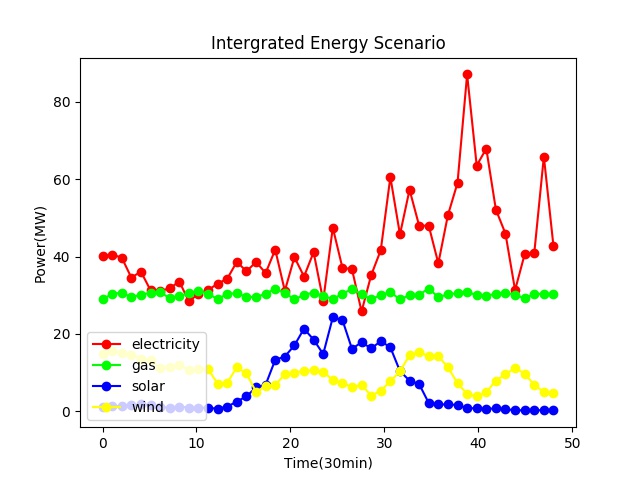 Intergrated Energy Scenario
Power(MW)
80
60
40
20
0
electricity
gas
solar
wind
0 10 20 30 40 50
Time(30min)